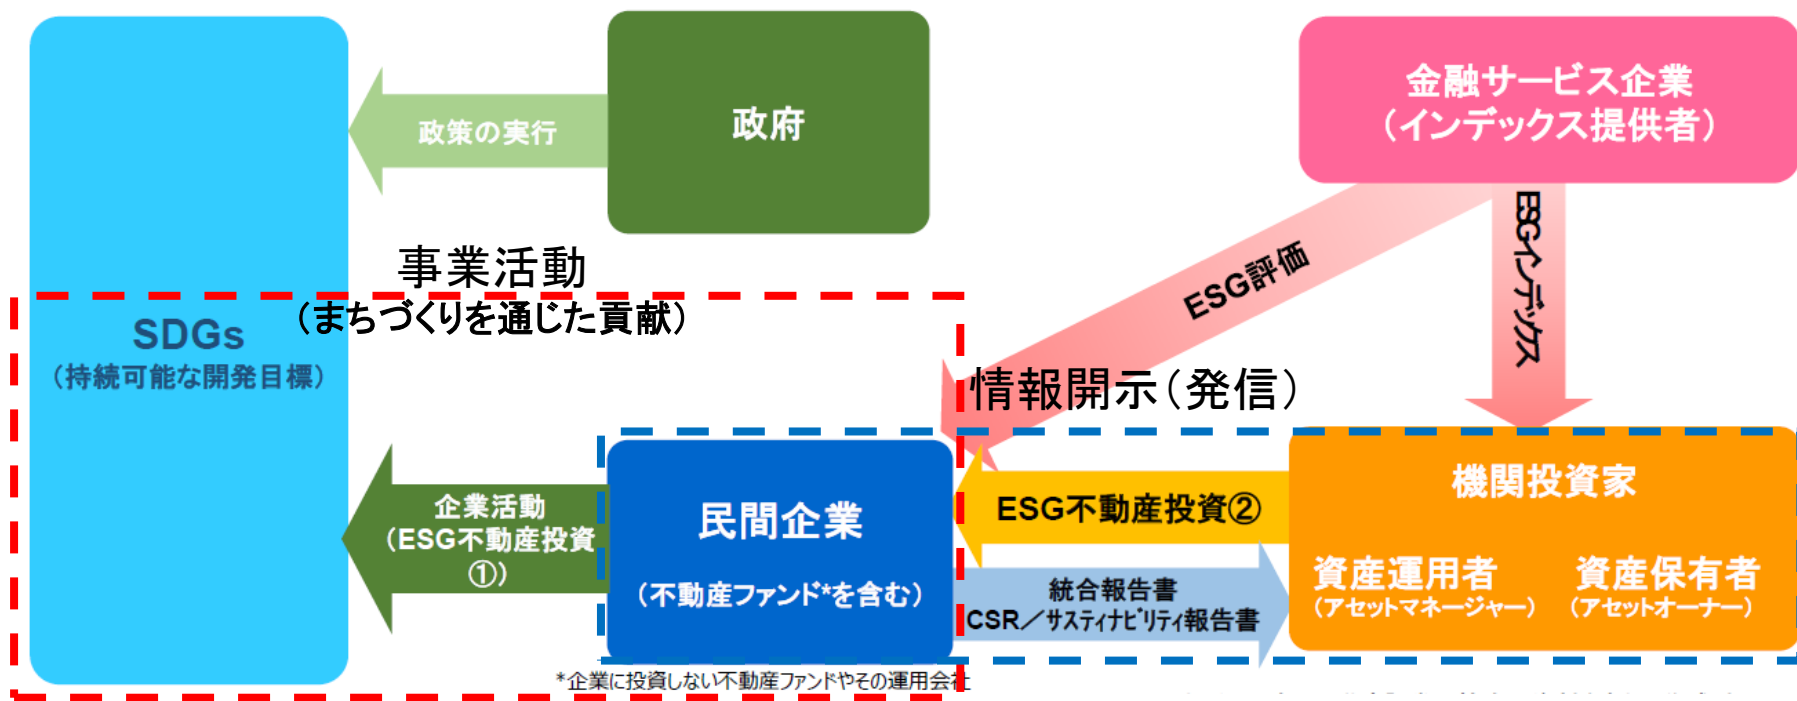 政府
政策の実行
金融サービス企業
（インデックス提供者）
事業活動
（まちづくりを通じた貢献）
ESG評価
ESGインデックス
SDGs
（持続可能な開発目標）
情報開示（発信）
企業活動
（ESG不動産投資
①）
民間企業
（不動産ファンド*を含む）
ESG不動産投資②
統合報告書
CSR／ｻｽﾃｨﾅﾋﾞﾘﾃｨ報告書
機関投資家
資産運用者
（アセットマネージャー）
資産保有者
（アセットオーナー）
*企業に投資しない不動産ファンドやその運用会社